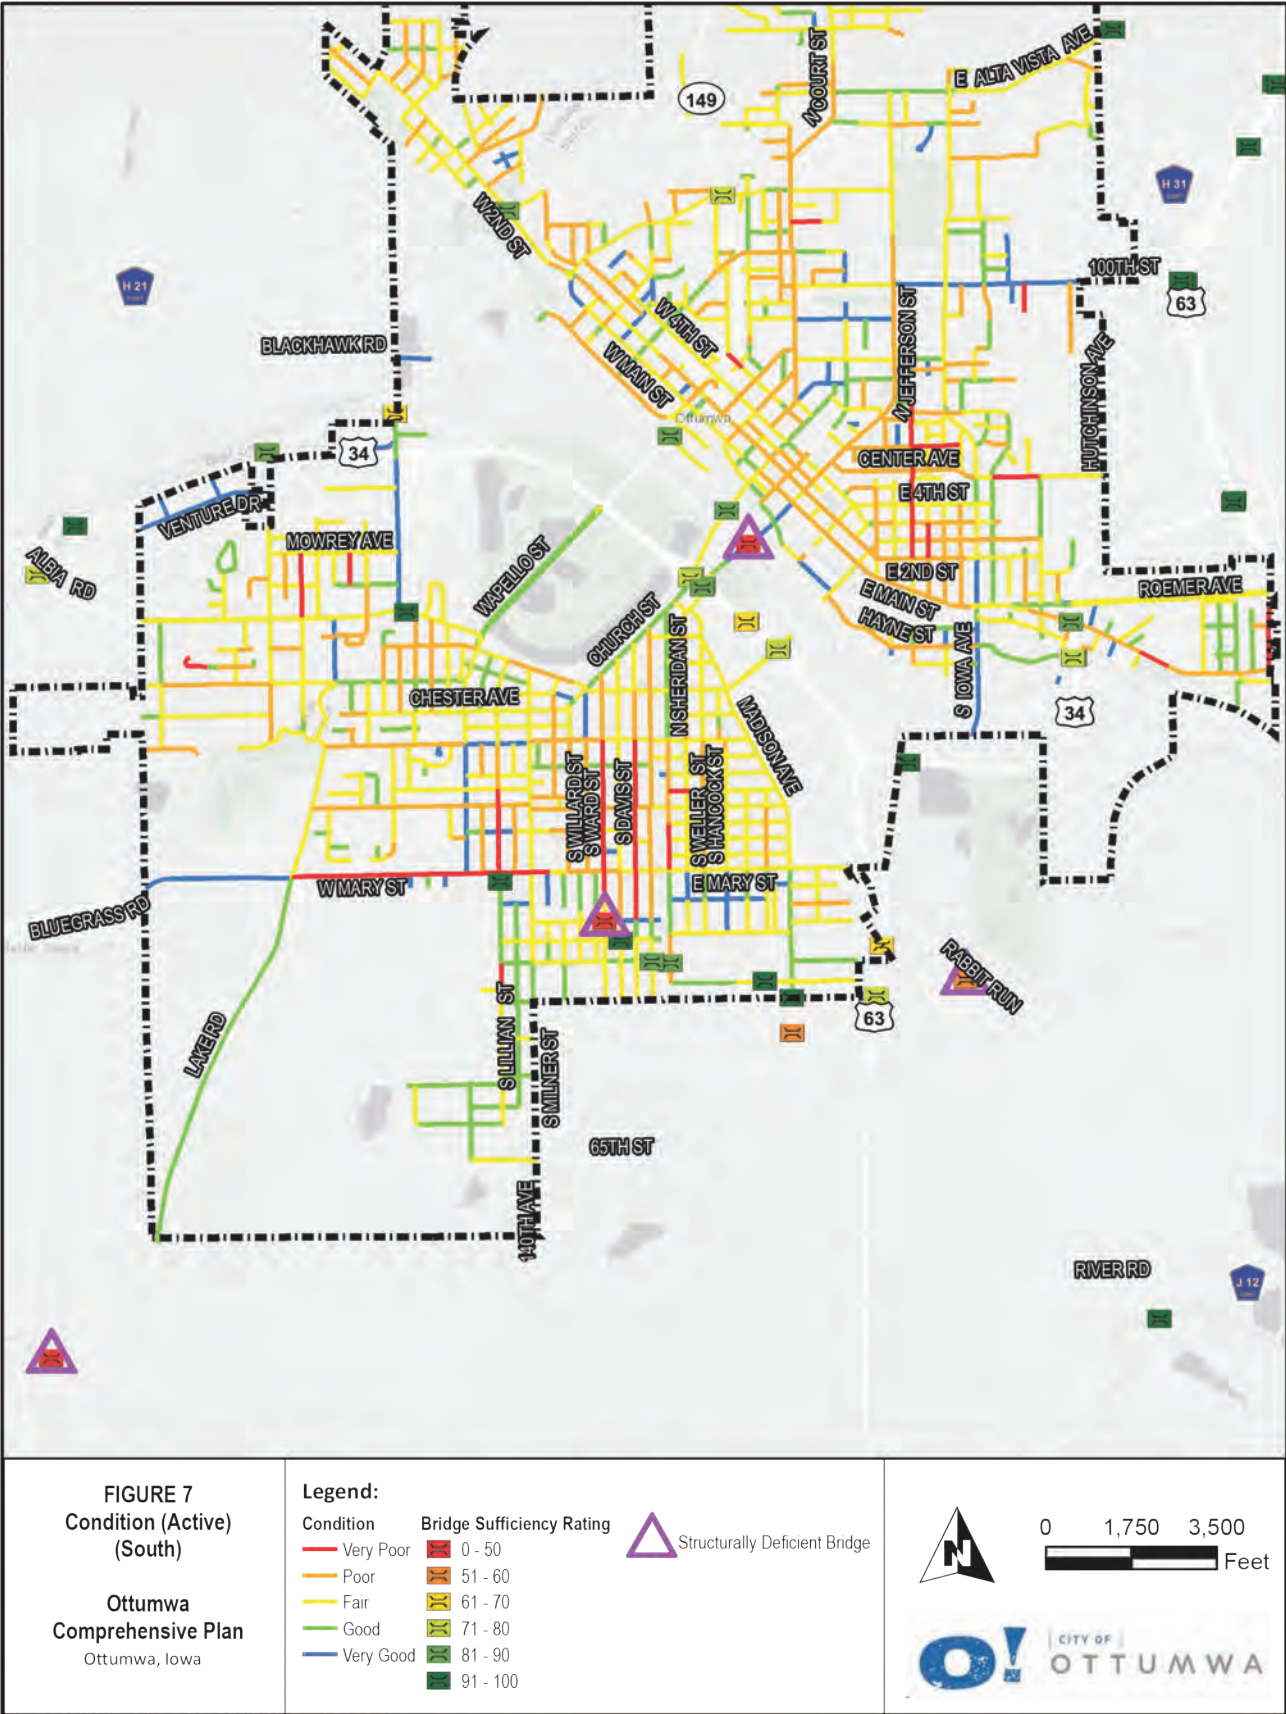 N COURT ST
E ALTA VISTA AVE
149
H 31
W 2ND ST
100TH ST
H 21
63
W 4TH ST
N JEFFERSON ST
BLACKHAWK RD
W MAIN ST
HUTCHINSON AVE
Ottumwa
34
CENTER AVE
E 4TH ST
VENTURE DR
MOWREY AVE
ALBIA RD
WAPELLO ST
E 2ND ST
ROEMER AVE
E MAIN ST
HAYNE ST
CHURCH ST
N SHERIDAN ST
S IOWA AVE
CHESTER AVE
34
MADISON AVE
S WILLARD ST
S WARD ST
S DAVIS ST
S WELLER ST
S HANCOCK ST
W MARY ST
E MARY ST
BLUEGRASS RD
RABBIT RUN
63
LAKE RD
S LILLIAN ST
S MILNER ST
65TH ST
140TH AVE
RIVER RD
J 12
FIGURE 7
Condition (Active)
(South)
Ottumwa
Comprehensive Plan
Ottumwa, Iowa
Legend:
Condition
Very Poor
Poor
Fair
Good
Very Good
Bridge Sufficiency Rating
0 - 50
51 - 60
61 - 70
71 - 80
81 - 90
91 - 100
Structurally Deficient Bridge
N
0 1,750 3,500
Feet
O!
CITY OF
OTTUMWA